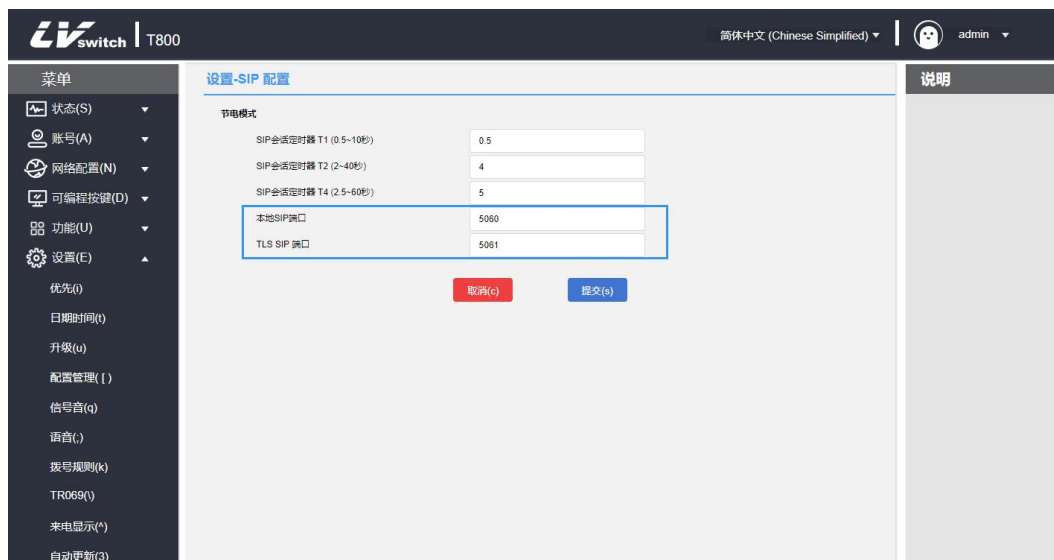 LVswitch T800
简体中文 (Chinese Simplified)
admin
菜单
状态(S)
账号(A)
网络配置(N)
可编程按键(D)
功能(U)
设置(E)
优先(i)
日期时间(t)
升级(u)
配置管理( [ )
信号音(q)
语音(;)
拨号规则(k)
TR069(\)
来电显示(^)
自动更新(3)
设置-SIP 配置
节电模式
SIP会话定时器 T1 (0.5~10秒)
0.5
SIP会话定时器 T2 (2~40秒)
4
SIP会话定时器 T4 (2.5~60秒)
5
本地SIP端口
5060
TLS SIP 端口
5061
取消(c)
提交(s)
说明